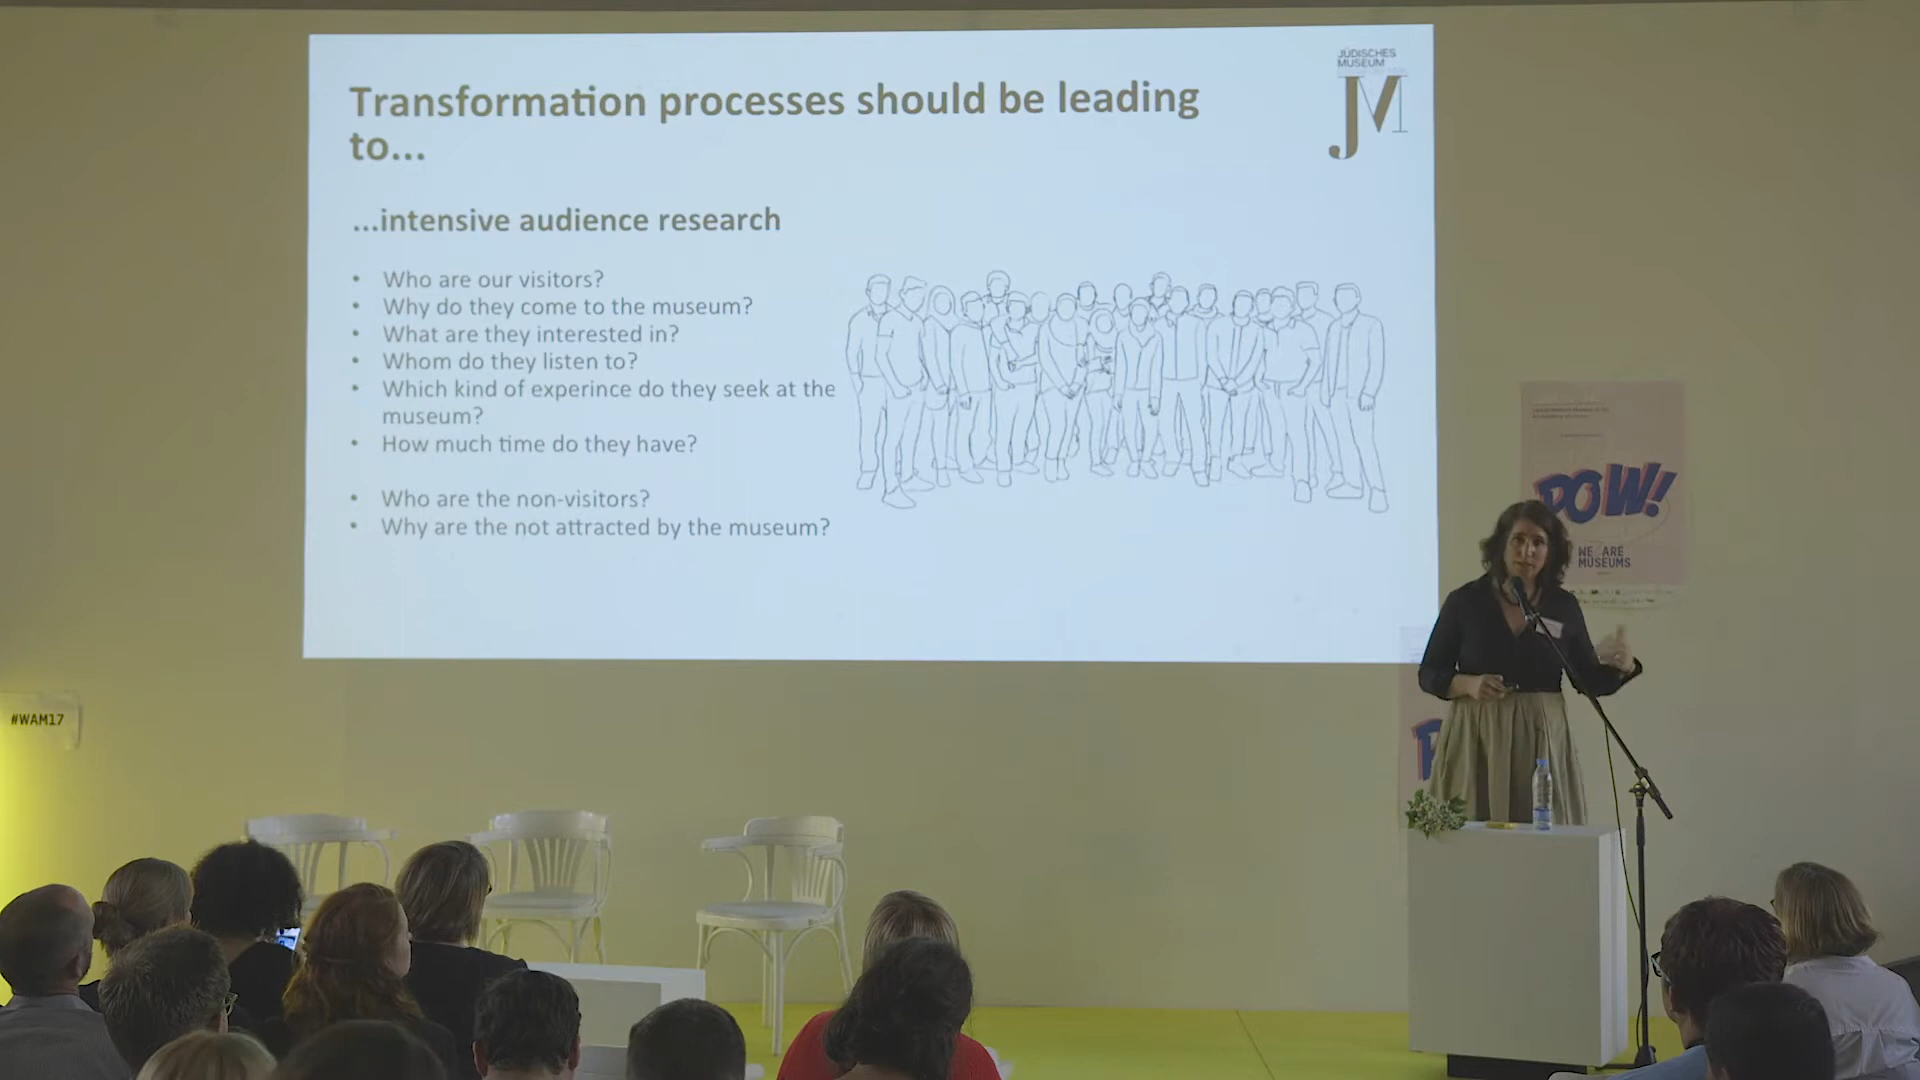 Transformation processes should be leading
to...
...intensive audience research
• Who are our visitors?
• Why do they come to the museum?
• What are they interested in?
• Whom do they listen to?
• Which kind of experince do they seek at the
museum?
• How much time do they have?
• Who are the non-visitors?
• Why are the not attracted by the museum?
JÜDISCHES
MUSEUM
JM
POW!
WE ARE
MUSEUMS
#WAM17